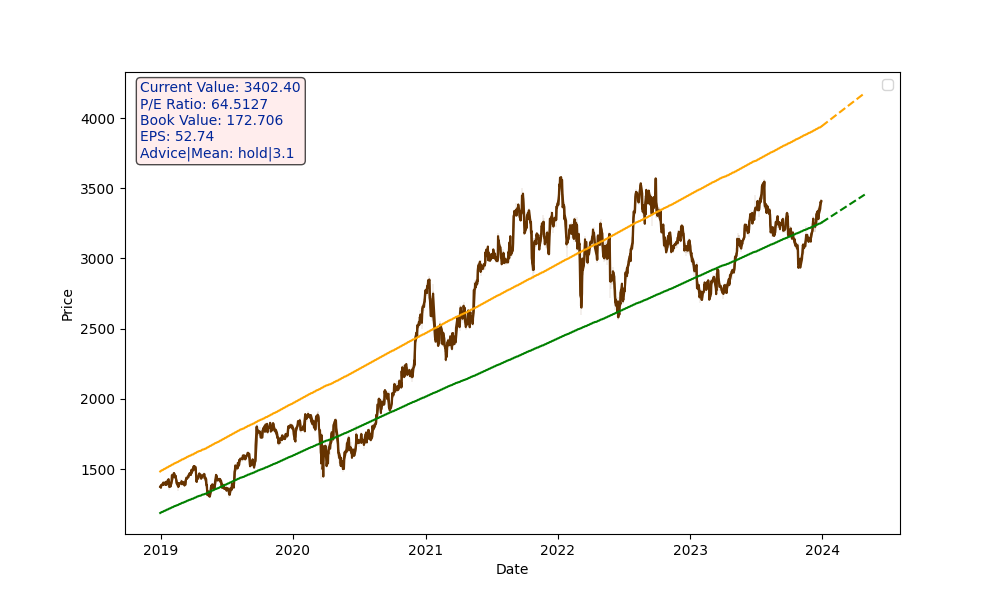 Current Value: 3402.40
P/E Ratio: 64.5127
Book Value: 172.706
EPS: 52.74
Advice|Mean: hold|3.1
4000
3500
3000
2500
2000
1500
Price
2019 2020 2021 2022 2023 2024
Date